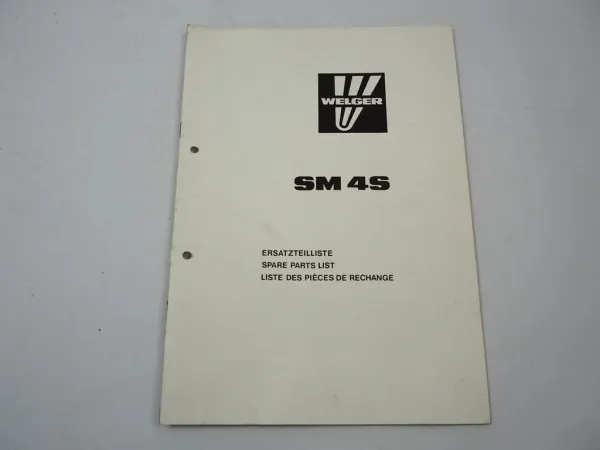 WELGER
SM 4S
ERSATZTEILLISTE
SPARE PARTS LIST
LISTE DES PIÈCES DE RECHANGE